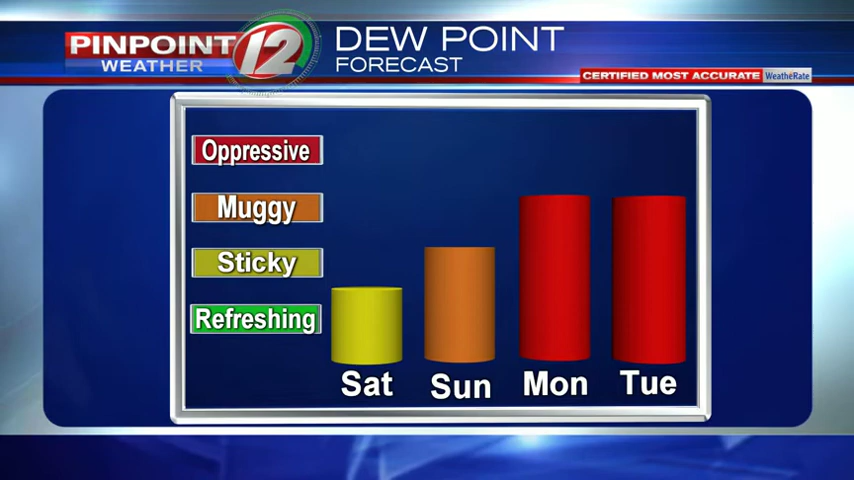 PINPOINT
WEATHER
12
DEW POINT
FORECAST
CERTIFIED MOST ACCURATE
WeatheRate
Oppressive
Muggy
Sticky
Refreshing
Sat
Sun
Mon
Tue